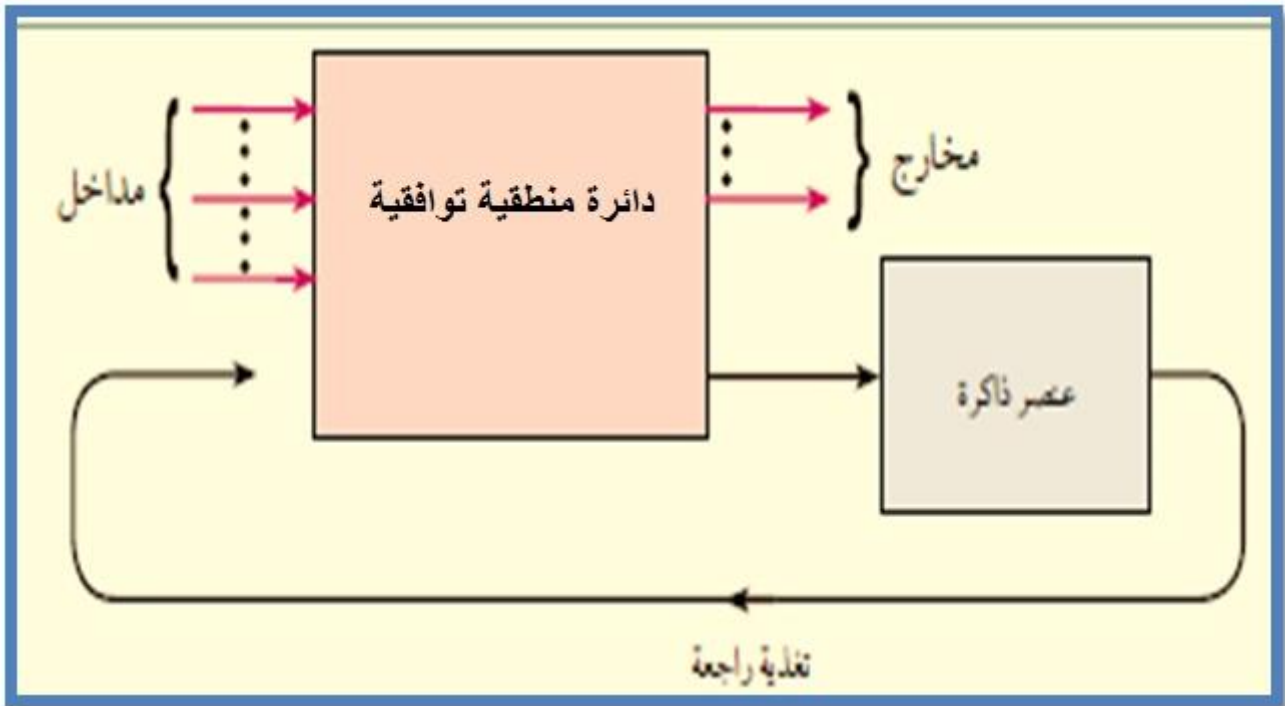 مخارج
دائرة منطقية توافقية
مداخل
عنصر ذاكرة
تغذية راجعة